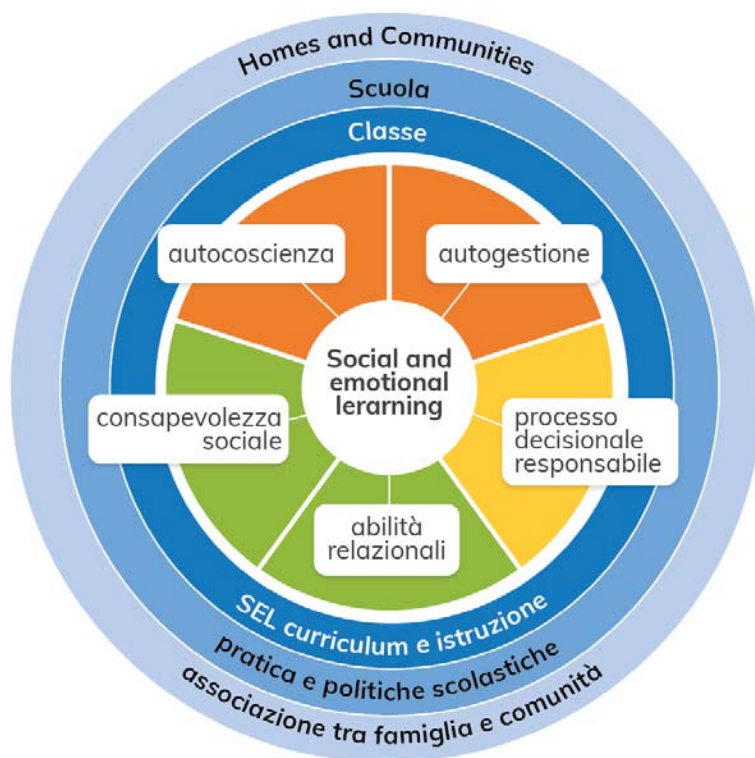 Homes and Communities
Scuola
Classe
autocoscienza
autogestione
Social and
emotional
lerarning
consapevolezza
sociale
processo
decisionale
responsabile
abilità
relazionali
SEL curriculum e istruzione
pratica e politiche scolastiche
associazione tra famiglia e comunità